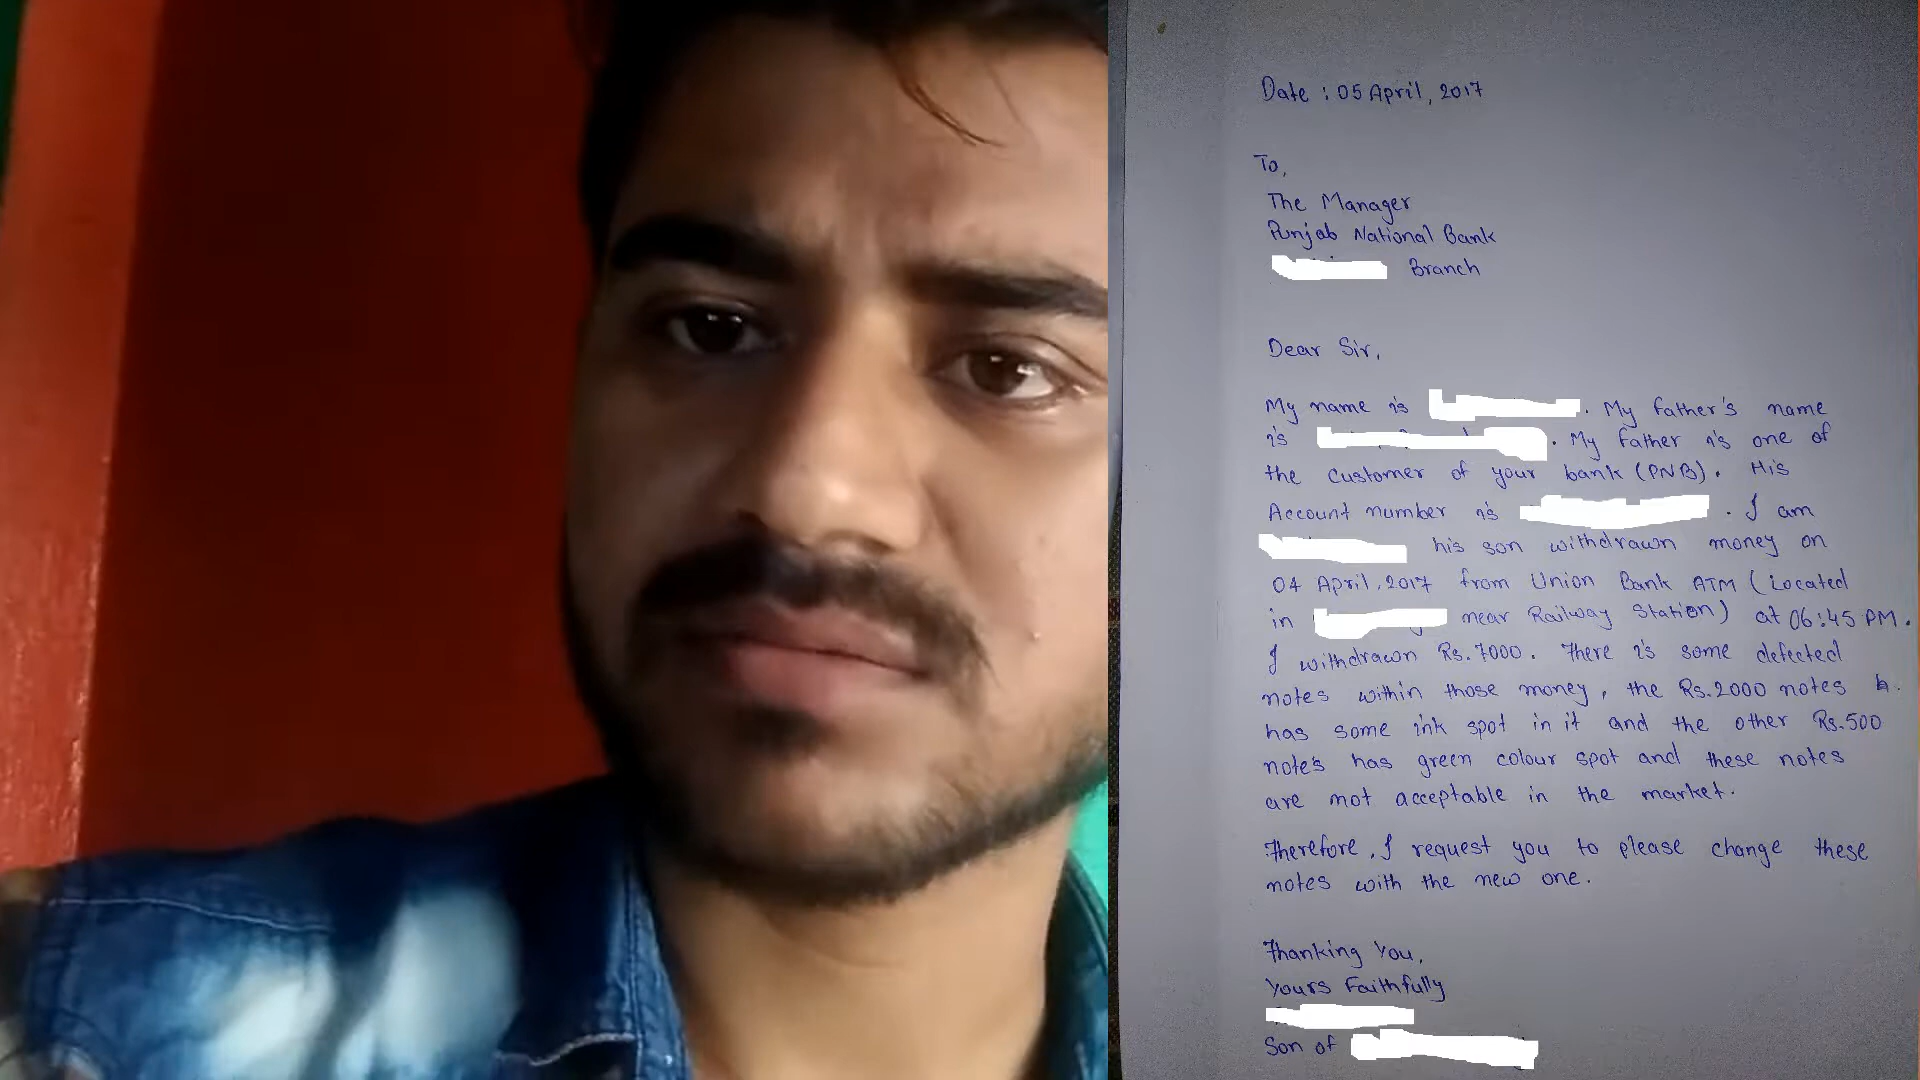 Date : 05 April, 2017
To,
The Manager
Punjab National Bank
Branch
Dear Sir,
My name is . My father's name
is . My father is one of
the customer of your bank (PNB). His
Account number is . I am
his son withdrawn money on
04 April, 2017 from Union Bank ATM (Located
in near Railway Station) at 06:45 PM.
I withdrawn Rs. 7000. There is some defected
notes within those money, the Rs. 2000 notes
has some ink spot in it and the other Rs. 500
notes has green colour spot and these notes
are not acceptable in the market.
Therefore, I request you to please change these
notes with the new one.
Thanking You,
Yours Faithfully
Son of